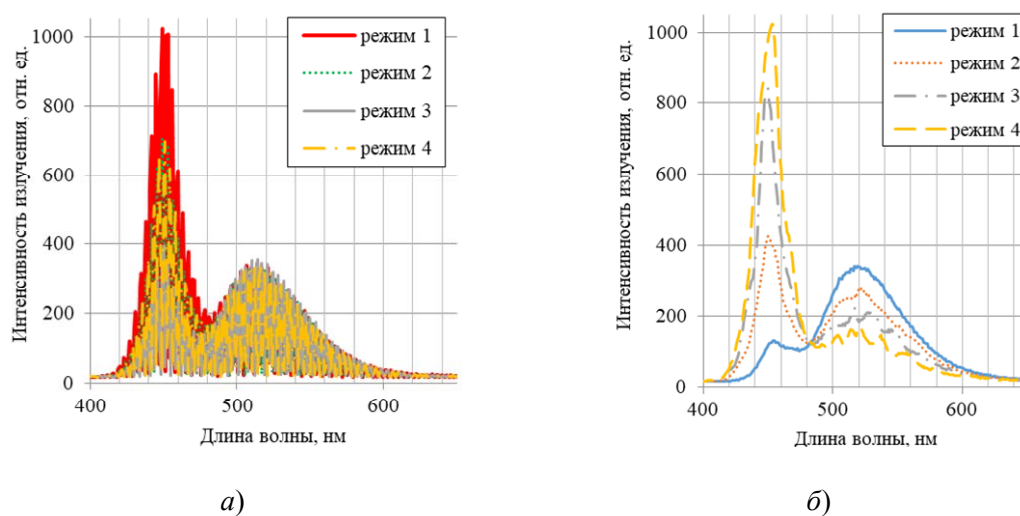 Интенсивность излучения, отн. ед.
1000
800
600
400
200
0
400
500
600
Длина волны, нм
режим 1
режим 2
режим 3
режим 4
а)
Интенсивность излучения, отн. ед.
1000
800
600
400
200
0
400
500
600
Длина волны, нм
режим 1
режим 2
режим 3
режим 4
б)